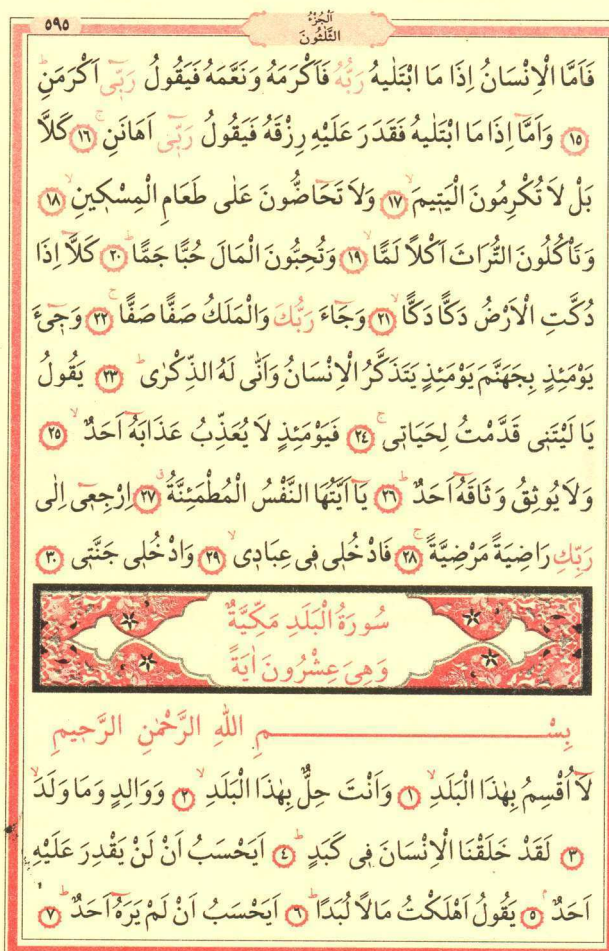 ٥٩٥
اَلْجُزْءُ
الثَّلٰثُونَ
فَاَمَّا الْاِنْسَانُ اِذَا مَا ابْتَلٰيهُ رَبُّهُ فَاَكْرَمَهُ وَنَعَّمَهُ فَيَقُولُ رَبّ۪ٓي اَكْرَمَنِۜ
﴿١٥﴾ وَاَمَّٓا اِذَا مَا ابْتَلٰيهُ فَقَدَرَ عَلَيْهِ رِزْقَهُ فَيَقُولُ رَبّ۪ٓي اَهَانَنِۚ ﴿١٦﴾ كَلَّا
بَلْ لَا تُكْرِمُونَ الْيَت۪يمَۙ ﴿١٧﴾ وَلَا تَحَٓاضُّونَ عَلٰى طَعَامِ الْمِسْك۪ينِۙ ﴿١٨﴾
وَتَأْكُلُونَ التُّرَاثَ اَكْلًا لَمًّاۙ ﴿١٩﴾ وَتُحِبُّونَ الْمَالَ حُبًّا جَمًّاۜ ﴿٢٠﴾ كَلَّٓا اِذَا
دُكَّتِ الْاَرْضُ دَكًّا دَكًّاۙ ﴿٢١﴾ وَجَٓاءَ رَبُّكَ وَالْمَلَكُ صَفًّا صَفًّاۚ ﴿٢٢﴾ وَج۪ٓيءَ
يَوْمَئِذٍ بِجَهَنَّمَ يَوْمَئِذٍ يَتَذَكَّرُ الْاِنْسَانُ وَاَنّٰى لَهُ الذِّكْرٰىۜ ﴿٢٣﴾ يَقُولُ
يَا لَيْتَن۪ي قَدَّمْتُ لِحَيَات۪يۚ ﴿٢٤﴾ فَيَوْمَئِذٍ لَا يُعَذِّبُ عَذَابَهُٓ اَحَدٌۙ ﴿٢٥﴾
وَلَا يُوثِقُ وَثَاقَهُٓ اَحَدٌۜ ﴿٢٦﴾ يَٓا اَيَّتُهَا النَّفْسُ الْمُطْمَئِنَّةُۗ ﴿٢٧﴾ اِرْجِع۪ٓي اِلٰى
رَبِّكِ رَاضِيَةً مَرْضِيَّةًۚ ﴿٢٨﴾ فَادْخُل۪ي ف۪ي عِبَاد۪يۙ ﴿٢٩﴾ وَادْخُل۪ي جَنَّت۪ي ﴿٣٠﴾
سُورَةُ الْبَلَدِ مَكِّيَّةٌ
وَهِيَ عِشْرُونَ اٰيَةً
بِسْمِ اللّٰهِ الرَّحْمٰنِ الرَّح۪يمِ
لَٓا اُقْسِمُ بِهٰذَا الْبَلَدِۙ ﴿١﴾ وَاَنْتَ حِلٌّ بِهٰذَا الْبَلَدِۙ ﴿٢﴾ وَوَالِدٍ وَمَا وَلَدَۙ
﴿٣﴾ لَقَدْ خَلَقْنَا الْاِنْسَانَ ف۪ي كَبَدٍۜ ﴿٤﴾ اَيَحْسَبُ اَنْ لَنْ يَقْدِرَ عَلَيْهِ
اَحَدٌۢ ﴿٥﴾ يَقُولُ اَهْلَكْتُ مَالًا لُبَدًاۜ ﴿٦﴾ اَيَحْسَبُ اَنْ لَمْ يَرَهُٓ اَحَدٌۜ ﴿٧﴾